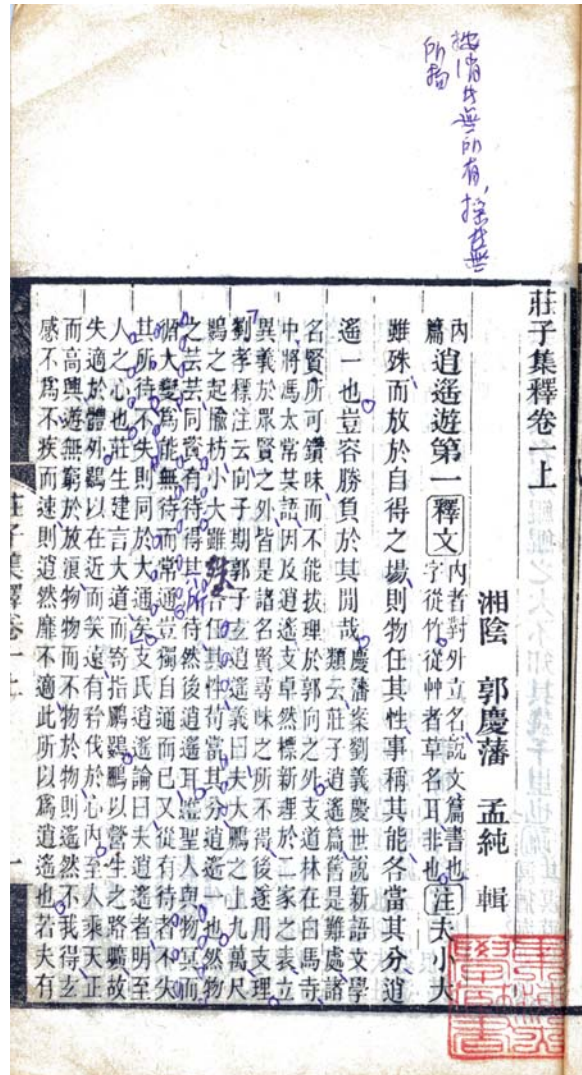 按消
無所有,
無
所
莊子集釋卷一上
湘陰 郭慶藩 孟純 輯
內篇逍遙遊第一 釋文 內者對外立名說文篇書也字從竹從艸者草名耳非也 注 夫小大
雖殊而放於自得之場則物任其性事稱其能各當其分逍
遙一也豈容勝負於其閒哉 慶藩案劉義慶世說新語文學類云莊子逍遙篇舊是難處諸
名賢所可鑽味而不能拔理於郭向之外支道林在白馬寺
中將馮太常共語因及逍遙支卓然標新理於二家之表立
異義於眾賢之外皆是諸名賢尋味之所不得後遂用支理
劉孝標注云向子期郭子玄逍遙義曰夫大鵬之上九萬尺
鷃之起榆枋小大雖差各任其性苟當其分逍遙一也然物
之芸芸同資有待得其所待然後逍遙耳唯聖人與物冥而
循大變為能無待而常通豈獨自通而已又從有待者不失
其所待不失則同於大通矣支氏逍遙論曰夫逍遙者明至
人之心也莊生建言大道而寄指鵬鷃鵬以營生之路曠故
失適於體外鷃以在近而笑遠有矜伐於心內至人乘天正
而高興遊無窮於放浪物物而不物於物則遙然不我得玄
感不爲不疾而速則逍然靡不適此所以爲逍遙也若夫有
莊子集釋卷一上 一